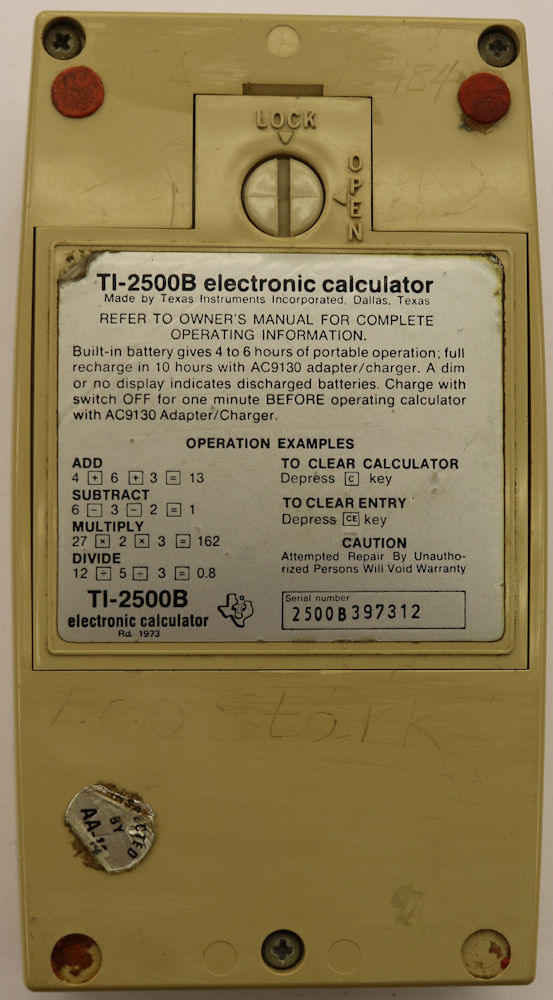 184
LOCK
OPEN
TI-2500B electronic calculator
Made by Texas Instruments Incorporated, Dallas, Texas
REFER TO OWNER'S MANUAL FOR COMPLETE
OPERATING INFORMATION.
Built-in battery gives 4 to 6 hours of portable operation; full
recharge in 10 hours with AC9130 adapter/charger. A dim
or no display indicates discharged batteries. Charge with
switch OFF for one minute BEFORE operating calculator
with AC9130 Adapter/Charger.
OPERATION EXAMPLES
ADD
4 + 6 + 3 = 13
SUBTRACT
6 − 3 − 2 = 1
MULTIPLY
27 × 2 × 3 = 162
DIVIDE
12 ÷ 5 ÷ 3 = 0.8
TO CLEAR CALCULATOR
Depress C key
TO CLEAR ENTRY
Depress CE key
CAUTION
Attempted Repair By Unautho-
rized Persons Will Void Warranty
TI-2500B
electronic calculator
Rd. 1973
Serial number
2500B397312
Stark
BY